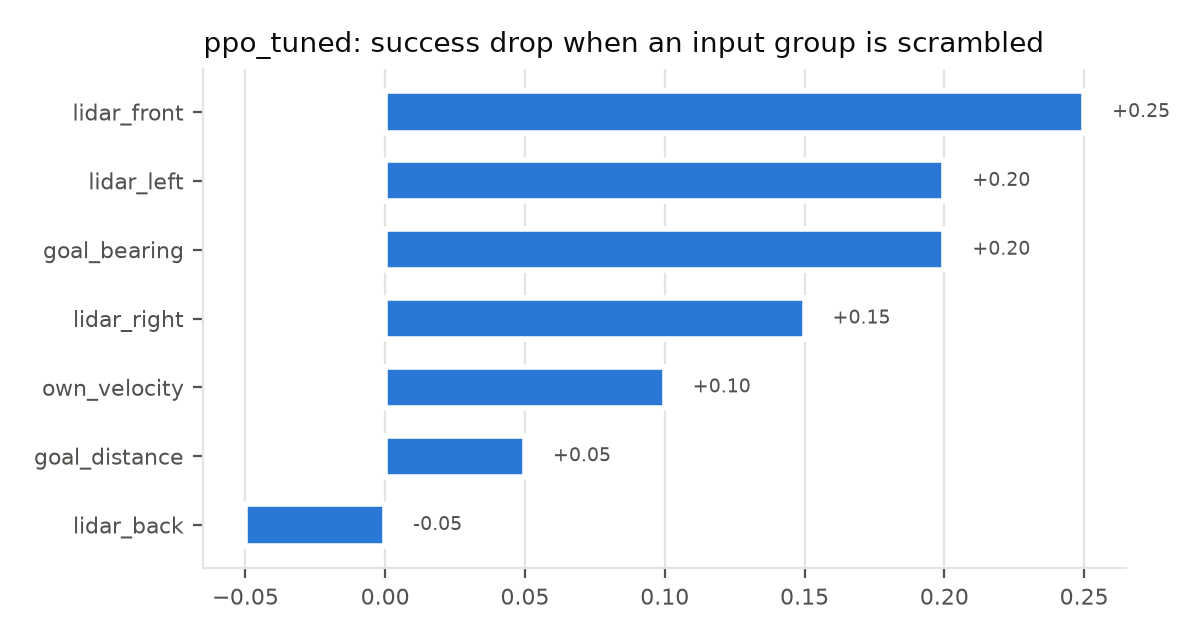 ppo_tuned: success drop when an input group is scrambled
lidar_front +0.25
lidar_left +0.20
goal_bearing +0.20
lidar_right +0.15
own_velocity +0.10
goal_distance +0.05
lidar_back -0.05
−0.05 0.00 0.05 0.10 0.15 0.20 0.25